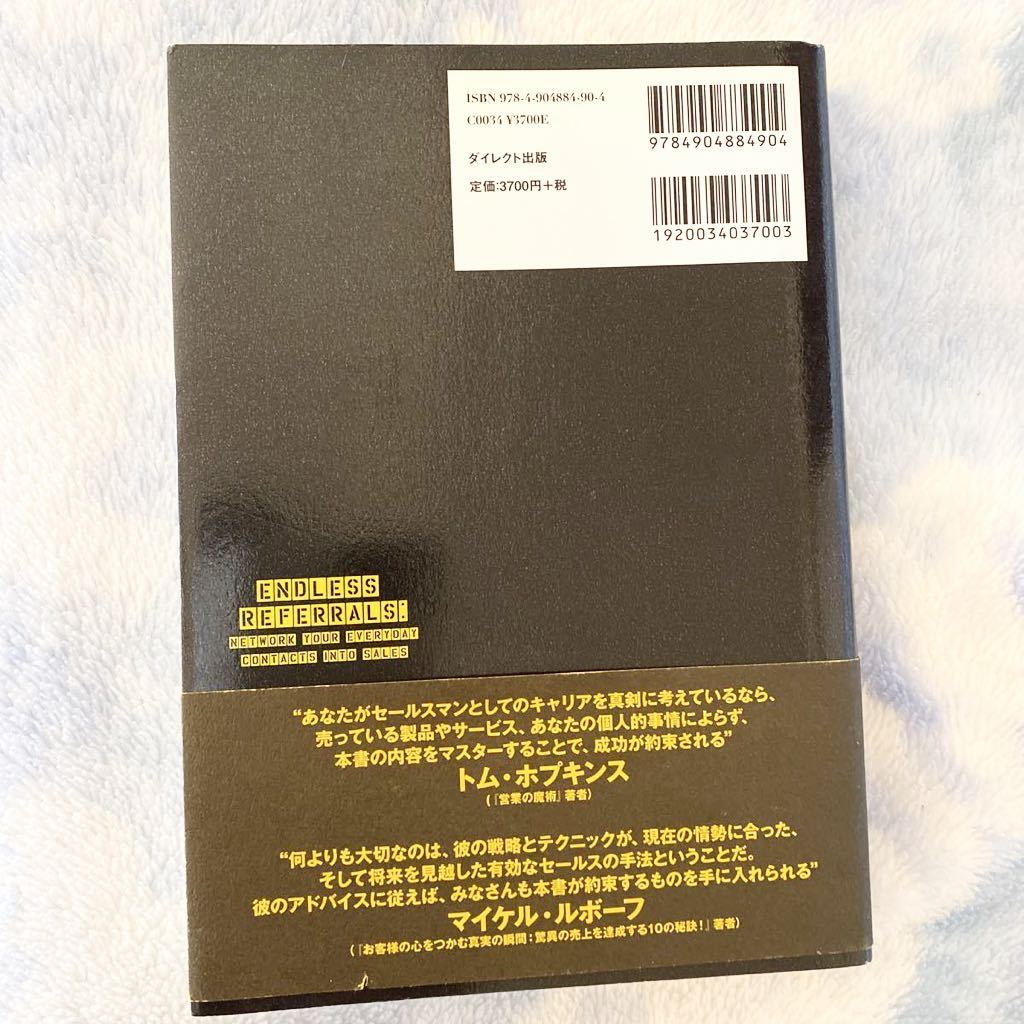 ISBN 978-4-904884-90-4
C0034 ¥3700E
ダイレクト出版
定価:3700円+税
9784904884904
1920034037003
ENDLESS
REFERRALS:
NETWORK YOUR EVERYDAY
CONTACTS INTO SALES
“あなたがセールスマンとしてのキャリアを真剣に考えているなら、
売っている製品やサービス、あなたの個人的事情によらず、
本書の内容をマスターすることで、成功が約束される”
トム・ホプキンス
(『営業の魔術』著者)
“何よりも大切なのは、彼の戦略とテクニックが、現在の情勢に合った、
そして将来を見越した有効なセールスの手法ということだ。
彼のアドバイスに従えば、みなさんも本書が約束するものを手に入れられる”
マイケル・ルボーフ
(『お客様の心をつかむ真実の瞬間:驚異の売上を達成する10の秘訣!』著者)